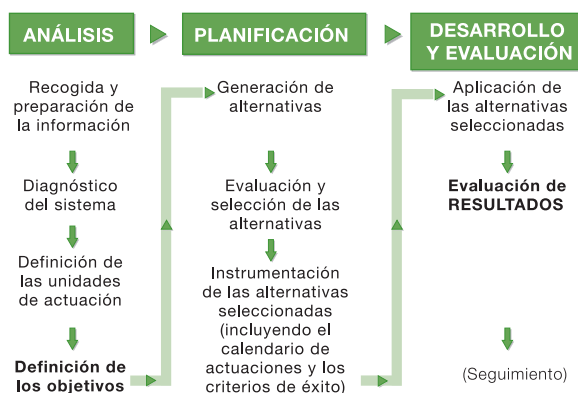 ANÁLISIS
Recogida y
preparación de
la información
Diagnóstico
del sistema
Definición de
las unidades
de actuación
Definición de
los objetivos
PLANIFICACIÓN
Generación de
alternativas
Evaluación y
selección de las
alternativas
Instrumentación
de las alternativas
seleccionadas
(incluyendo el
calendario de
actuaciones y los
criterios de éxito)
DESARROLLO
Y EVALUACIÓN
Aplicación de
las alternativas
seleccionadas
Evaluación de
RESULTADOS
(Seguimiento)